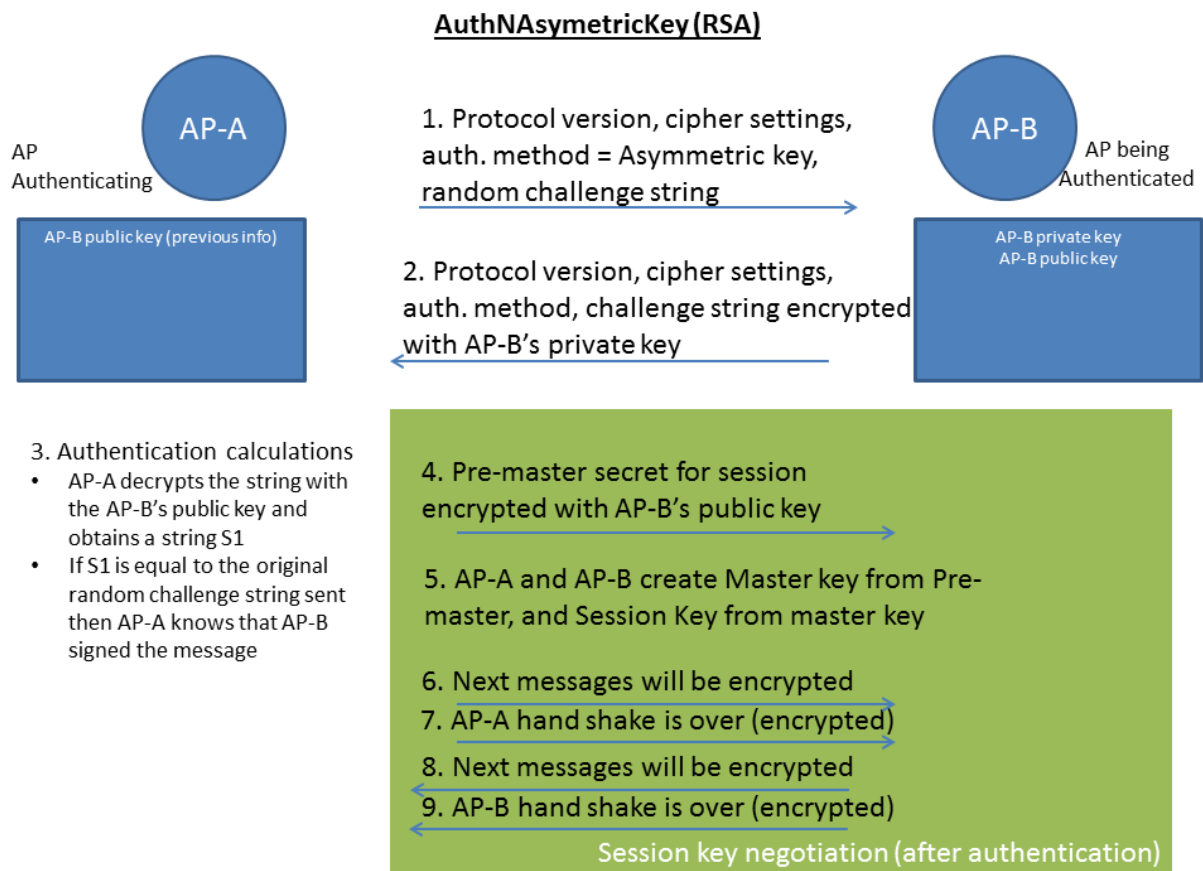 AuthNAsymetricKey (RSA)
AP-A
AP
Authenticating
AP-B public key (previous info)
1. Protocol version, cipher settings,
auth. method = Asymmetric key,
random challenge string
AP-B
AP being
Authenticated
AP-B private key
AP-B public key
2. Protocol version, cipher settings,
auth. method, challenge string encrypted
with AP-B’s private key
3. Authentication calculations
• AP-A decrypts the string with
the AP-B’s public key and
obtains a string S1
• If S1 is equal to the original
random challenge string sent
then AP-A knows that AP-B
signed the message
4. Pre-master secret for session
encrypted with AP-B’s public key
5. AP-A and AP-B create Master key from Pre-
master, and Session Key from master key
6. Next messages will be encrypted
7. AP-A hand shake is over (encrypted)
8. Next messages will be encrypted
9. AP-B hand shake is over (encrypted)
Session key negotiation (after authentication)